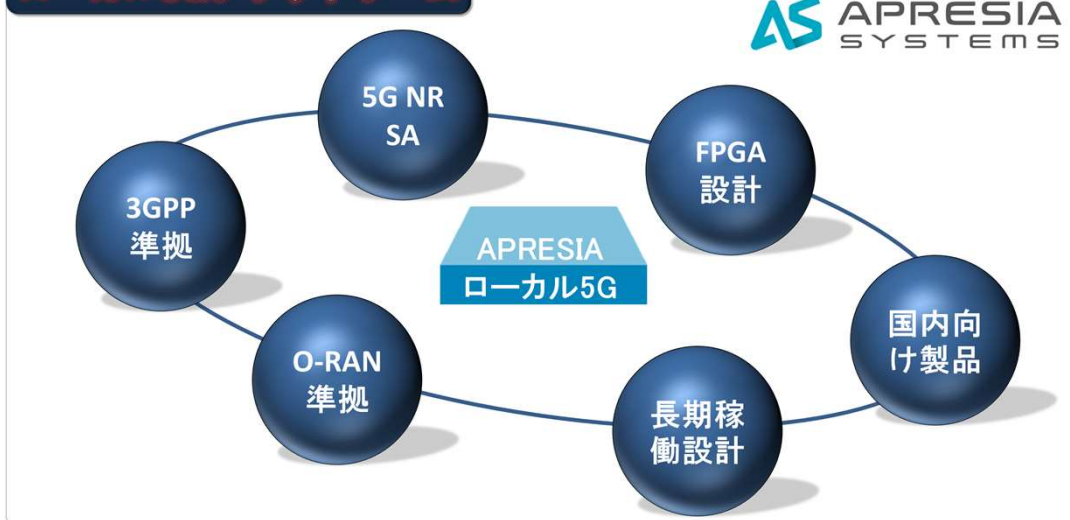 APRESIA
SYSTEMS
5G NR
SA
FPGA
設計
3GPP
準拠
APRESIA
ローカル5G
国内向
け製品
O-RAN
準拠
長期稼
働設計